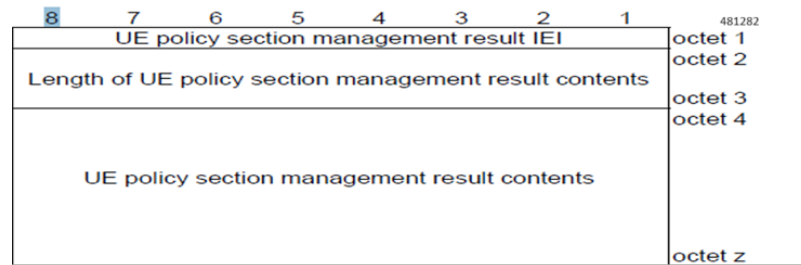 8 7 6 5 4 3 2 1 481282
UE policy section management result IEI octet 1
octet 2
Length of UE policy section management result contents
octet 3
octet 4
UE policy section management result contents
octet z